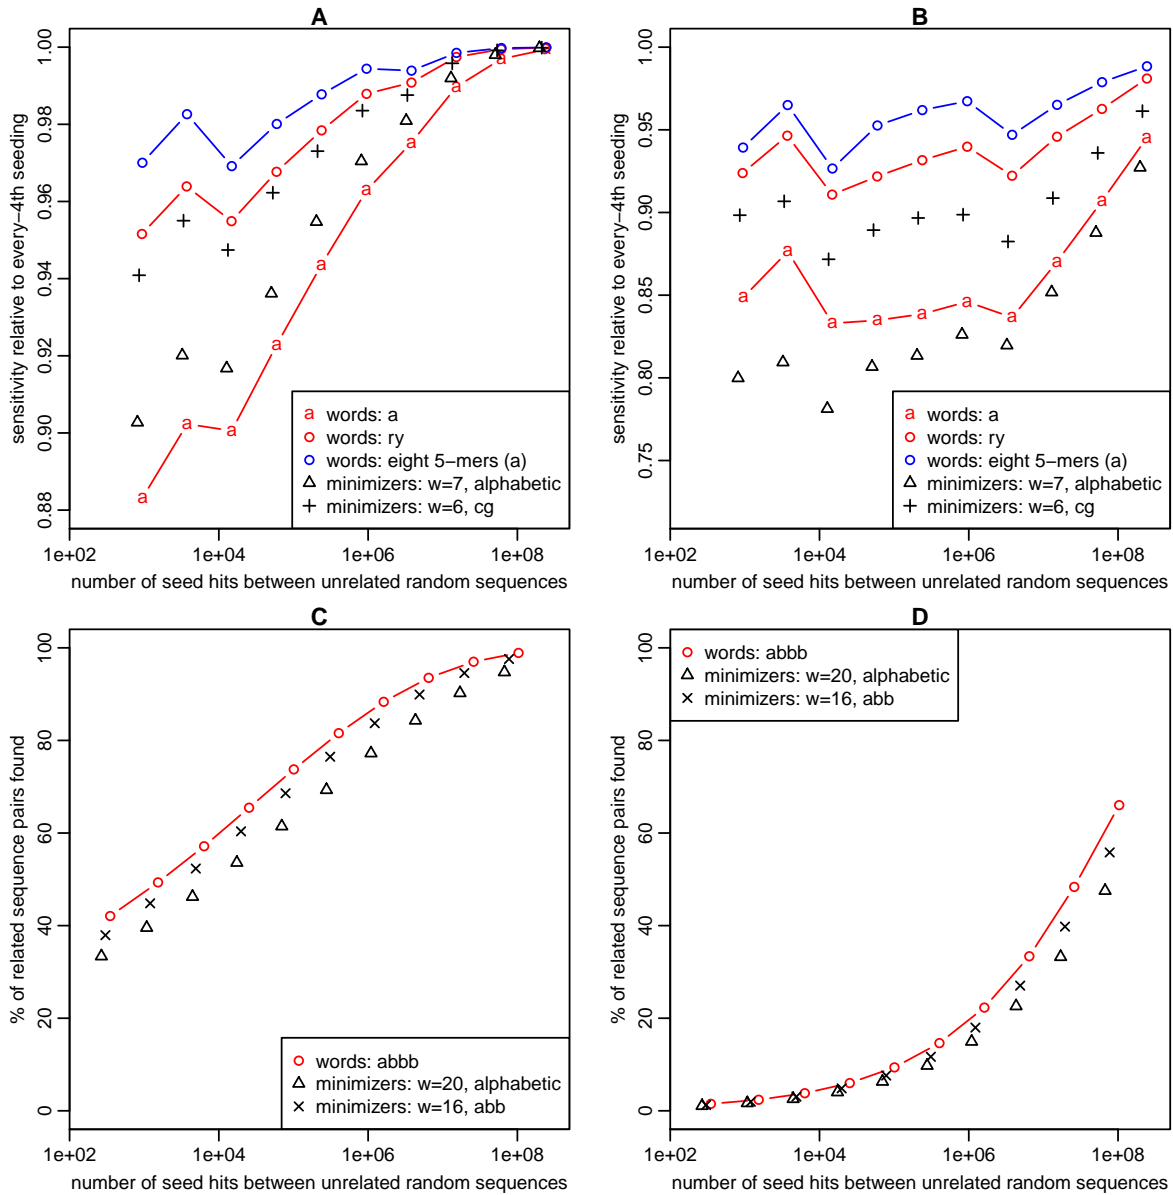 A
sensitivity relative to every−4th seeding
1.00
0.98
0.96
0.94
0.92
0.90
0.88
a words: a
words: ry
words: eight 5−mers (a)
minimizers: w=7, alphabetic
minimizers: w=6, cg
1e+02 1e+04 1e+06 1e+08
number of seed hits between unrelated random sequences
B
sensitivity relative to every−4th seeding
1.00
0.95
0.90
0.85
0.80
0.75
a words: a
words: ry
words: eight 5−mers (a)
minimizers: w=7, alphabetic
minimizers: w=6, cg
1e+02 1e+04 1e+06 1e+08
number of seed hits between unrelated random sequences
C
% of related sequence pairs found
100
80
60
40
20
0
words: abbb
minimizers: w=20, alphabetic
minimizers: w=16, abb
1e+02 1e+04 1e+06 1e+08
number of seed hits between unrelated random sequences
D
% of related sequence pairs found
100
80
60
40
20
0
words: abbb
minimizers: w=20, alphabetic
minimizers: w=16, abb
1e+02 1e+04 1e+06 1e+08
number of seed hits between unrelated random sequences